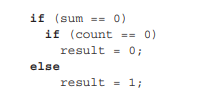 if (sum == 0)
  if (count == 0)
    result = 0;
else
    result = 1;